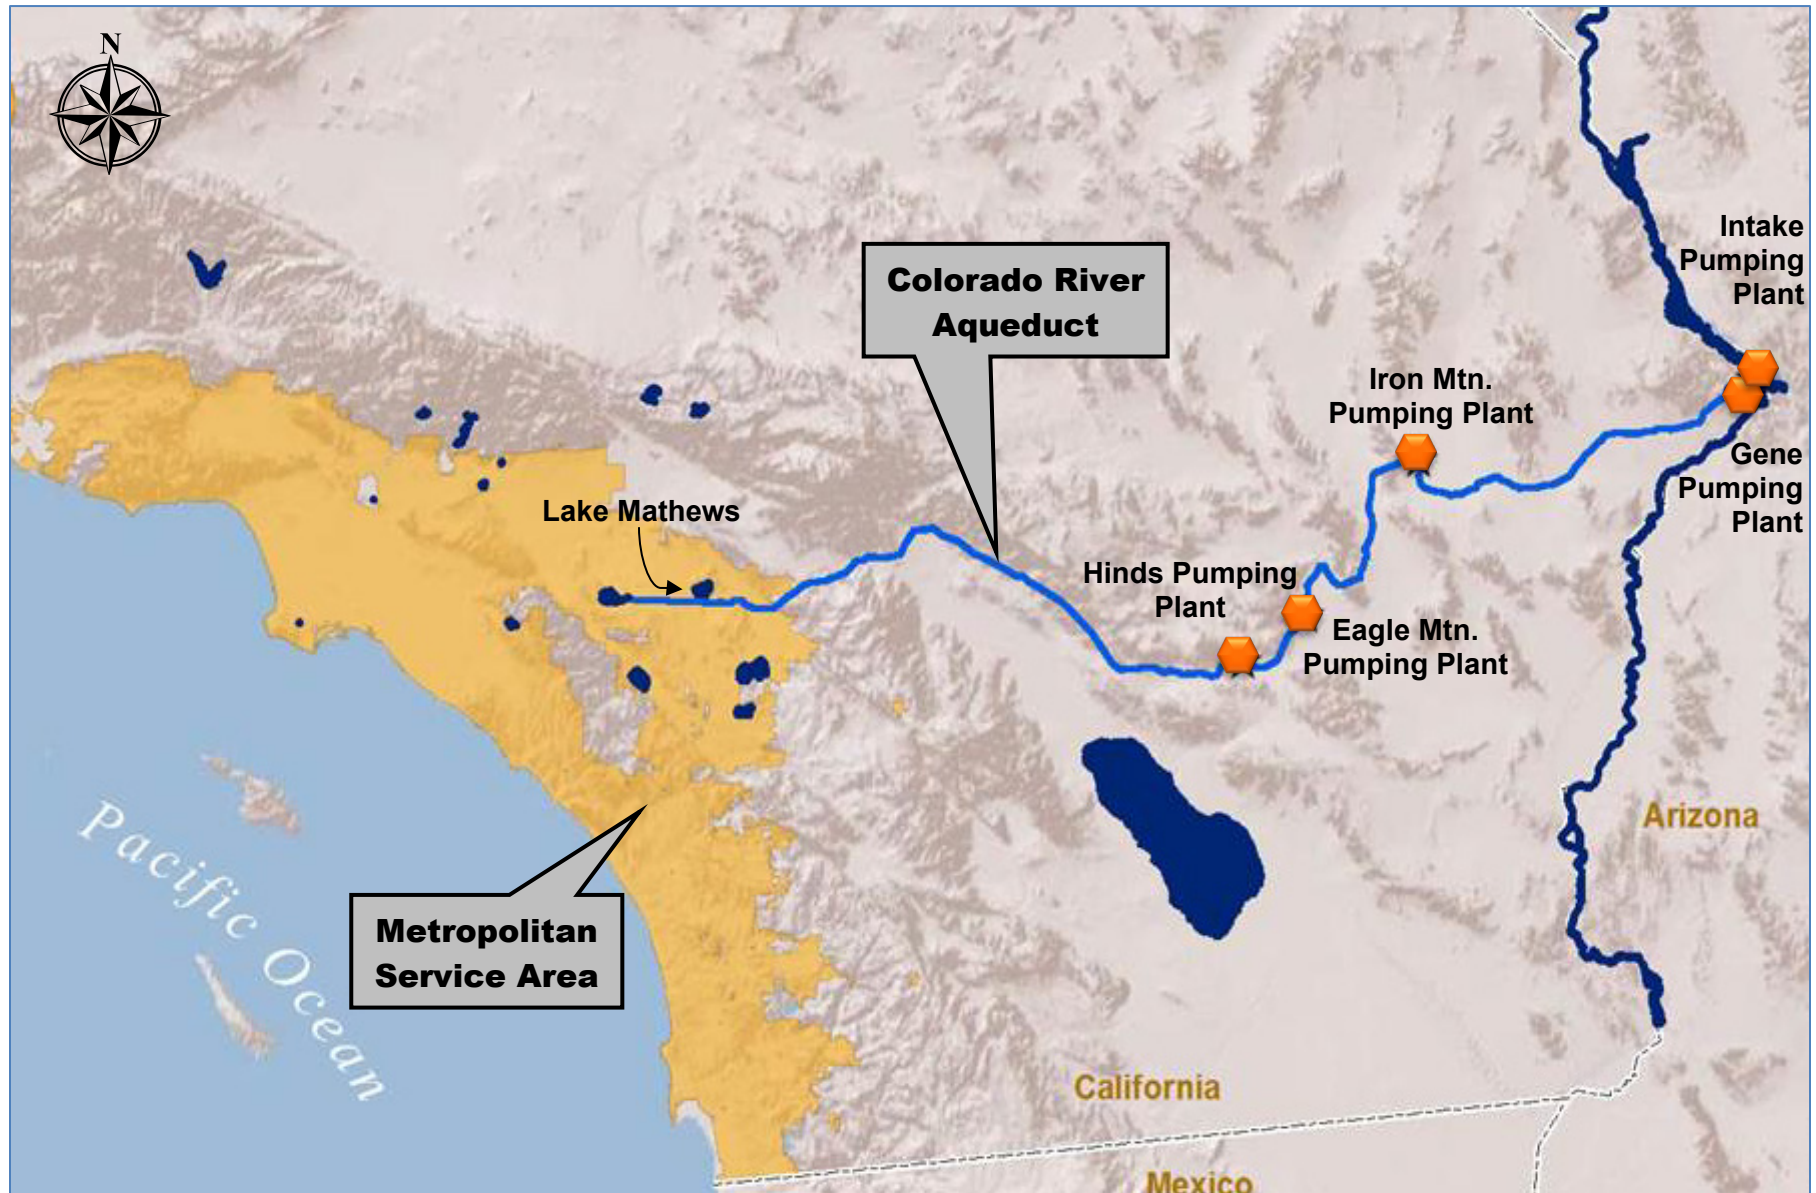 N
Intake
Pumping
Plant
Colorado River
Aqueduct
Iron Mtn.
Pumping Plant
Gene
Pumping
Plant
Lake Mathews
Hinds Pumping
Plant
Eagle Mtn.
Pumping Plant
Arizona
Pacific Ocean
Metropolitan
Service Area
California
Mexico